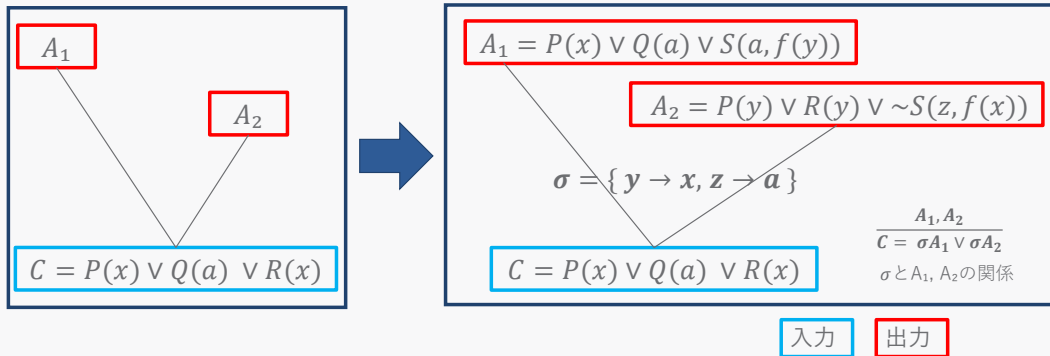 A₁
A₂
C = P(x) ∨ Q(a) ∨ R(x)
A₁ = P(x) ∨ Q(a) ∨ S(a, f(y))
A₂ = P(y) ∨ R(y) ∨ ~S(z, f(x))
σ = { y → x, z → a }
C = P(x) ∨ Q(a) ∨ R(x)
A₁, A₂
C = σA₁ ∨ σA₂
σとA₁, A₂の関係
入力
出力